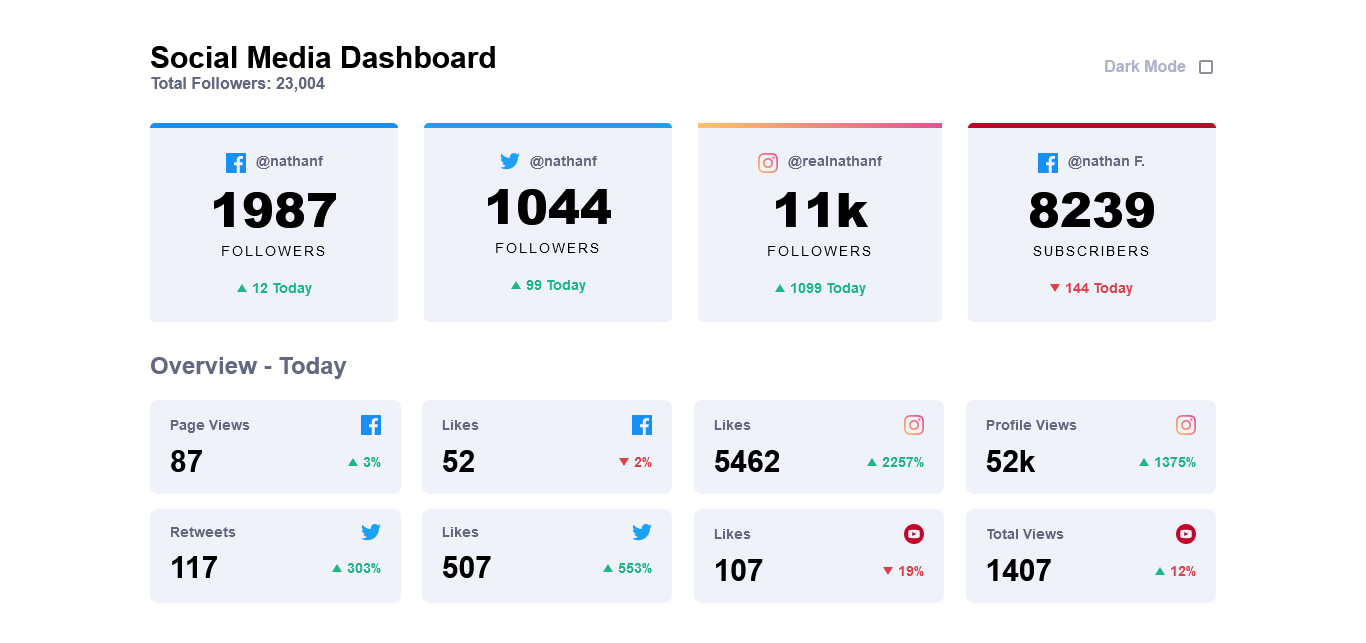 Social Media Dashboard
Total Followers: 23,004
Dark Mode
@nathanf
1987
FOLLOWERS
12 Today
@nathanf
1044
FOLLOWERS
99 Today
@realnathanf
11k
FOLLOWERS
1099 Today
@nathan F.
8239
SUBSCRIBERS
144 Today
Overview - Today
Page Views
87
3%
Likes
52
2%
Likes
5462
2257%
Profile Views
52k
1375%
Retweets
117
303%
Likes
507
553%
Likes
107
19%
Total Views
1407
12%